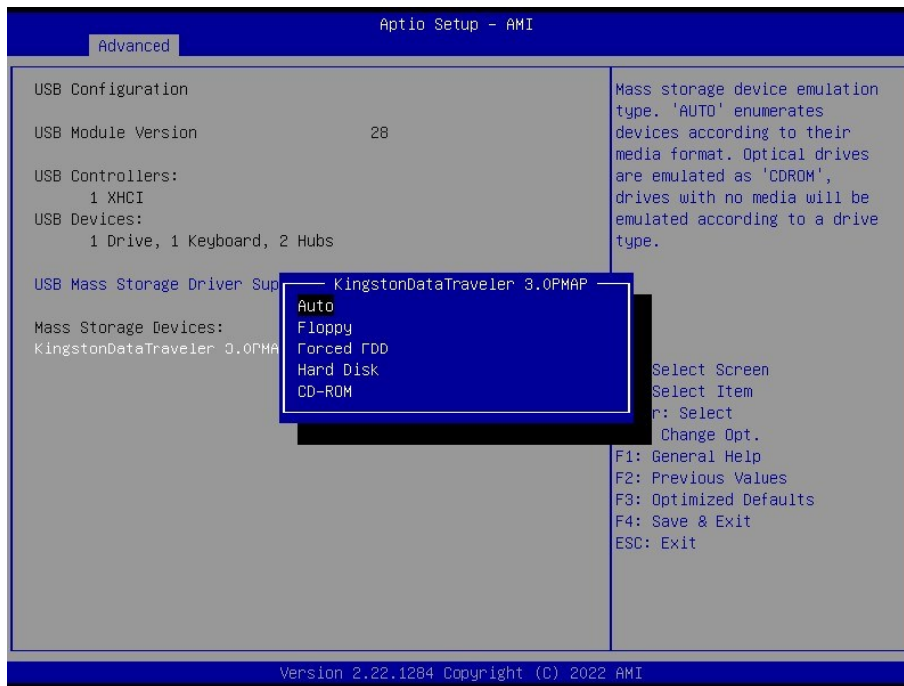 Aptio Setup – AMI
Advanced
USB Configuration
USB Module Version 28
USB Controllers:
1 XHCI
USB Devices:
1 Drive, 1 Keyboard, 2 Hubs
USB Mass Storage Driver Sup
Mass Storage Devices:
KingstonDataTraveler 3.0PMA
KingstonDataTraveler 3.0PMAP
Auto
Floppy
Forced FDD
Hard Disk
CD-ROM
Mass storage device emulation
type. 'AUTO' enumerates
devices according to their
media format. Optical drives
are emulated as 'CDROM',
drives with no media will be
emulated according to a drive
type.
Select Screen
Select Item
r: Select
Change Opt.
F1: General Help
F2: Previous Values
F3: Optimized Defaults
F4: Save & Exit
ESC: Exit
Version 2.22.1284 Copyright (C) 2022 AMI